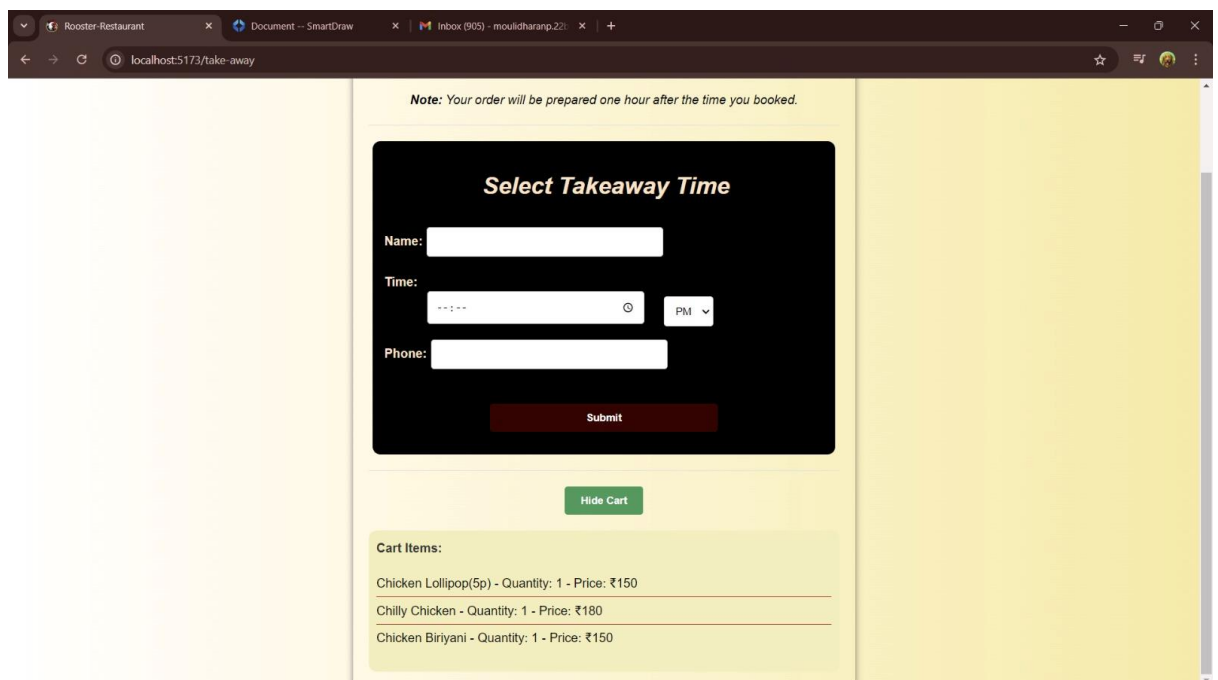 Rooster-Restaurant
Document -- SmartDraw
Inbox (905) - moulidharanp.22
localhost:5173/take-away
Note: Your order will be prepared one hour after the time you booked.
Select Takeaway Time
Name:
Time:
--:--
PM
Phone:
Submit
Hide Cart
Cart Items:
Chicken Lollipop(5p) - Quantity: 1 - Price: ₹150
Chilly Chicken - Quantity: 1 - Price: ₹180
Chicken Biriyani - Quantity: 1 - Price: ₹150